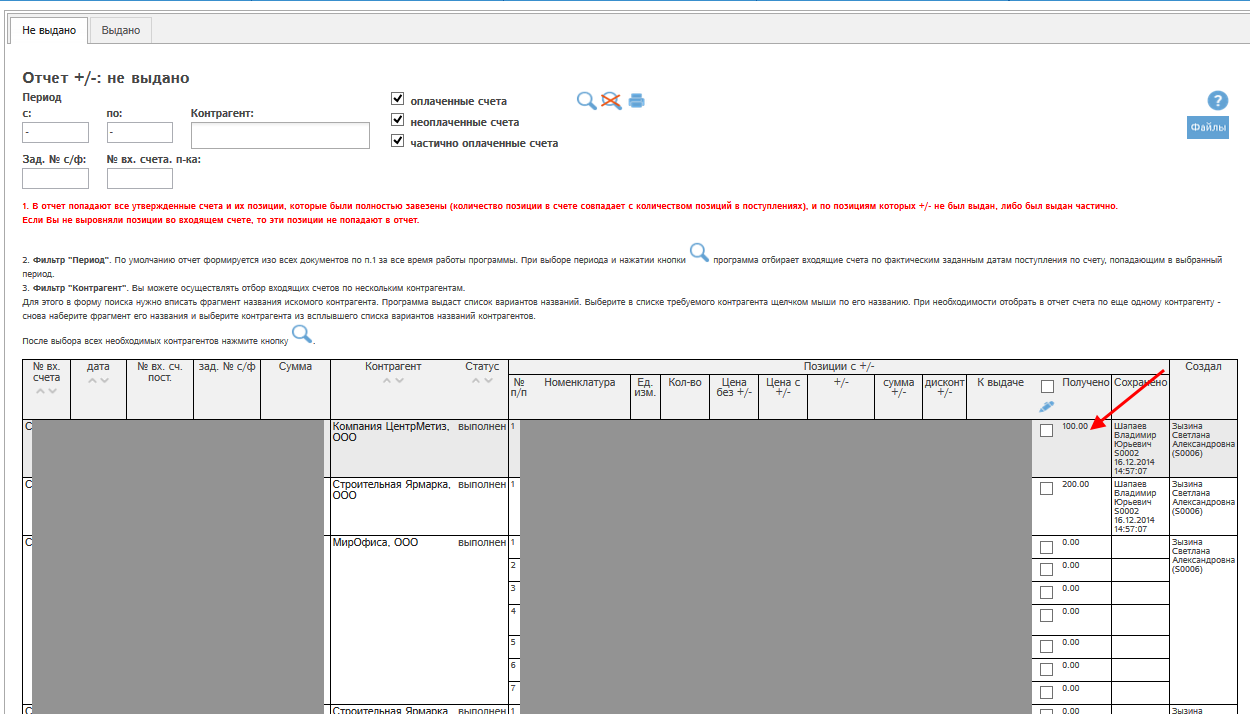 Не выдано
Выдано
Отчет +/-: не выдано
Период
с:
по:
Контрагент:
-
-
Зад. № с/ф:
№ вх. счета. п-ка:
оплаченные счета
неоплаченные счета
частично оплаченные счета
?
Файлы
1. В отчет попадают все утвержденные счета и их позиции, которые были полностью завезены (количество позиции в счете совпадает с количеством позиций в поступлениях), и по позициям которых +/- не был выдан, либо был выдан частично.
Если Вы не выровняли позиции во входящем счете, то эти позиции не попадают в отчет.
2. Фильтр "Период". По умолчанию отчет формируется изо всех документов по п.1 за все время работы программы. При выборе периода и нажатии кнопки программа отбирает входящие счета по фактическим заданным датам поступления по счету, попадающим в выбранный
период.
3. Фильтр "Контрагент". Вы можете осуществлять отбор входящих счетов по нескольким контрагентам.
Для этого в форму поиска нужно вписать фрагмент названия искомого контрагента. Программа выдаст список вариантов названий. Выберите в списке требуемого контрагента щелчком мыши по его названию. При необходимости отобрать в отчет счета по еще одному контрагенту -
снова наберите фрагмент его названия и выберите контрагента из всплывшего списка вариантов названий контрагентов.
После выбора всех необходимых контрагентов нажмите кнопку .
№ вх.
счета
дата
№ вх. сч.
пост.
зад. № с/ф
Сумма
Контрагент
Статус
Позиции с +/-
Создал
№
п/п
Номенклатура
Ед.
изм.
Кол-во
Цена
без +/-
Цена с
+/-
+/-
сумма
+/-
дисконт
+/-
К выдаче
Получено
Сохранено
С
Компания ЦентрМетиз,
ООО
выполнен
1
100.00
Шапаев
Владимир
Юрьевич
S0002
16.12.2014
14:57:07
Зызина
Светлана
Александровна
(S0006)
С
Строительная Ярмарка,
ООО
выполнен
1
200.00
Шапаев
Владимир
Юрьевич
S0002
16.12.2014
14:57:07
Зызина
Светлана
Александровна
(S0006)
С
МирОфиса, ООО
выполнен
1
0.00
Зызина
Светлана
Александровна
(S0006)
2
0.00
3
0.00
4
0.00
5
0.00
6
0.00
7
0.00
С
Строительная Ярмарка,
выполнен
1
0.00
Зызина